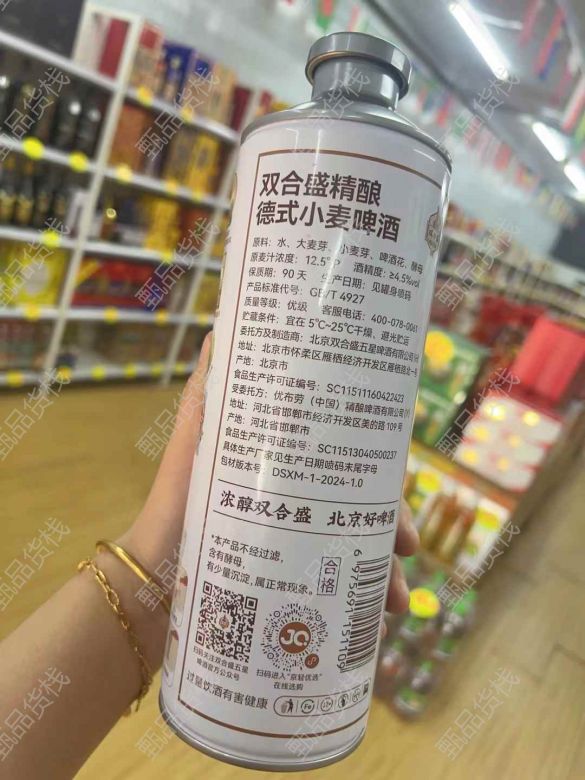 双合盛精酿
德式小麦啤酒
原料：水、大麦芽、小麦芽、啤酒花、酵母
原麦汁浓度：12.5°P 酒精度：≥4.5%vol
保质期：90 天 生产日期：见罐身喷码
产品标准代号：GB/T 4927
质量等级：优级 客服电话：400-078-0061
贮藏条件：宜在 5℃~25℃干燥、避光贮运
委托方及制造商：北京双合盛五星啤酒有限公司(H)
地址：北京市怀柔区雁栖经济开发区雁栖路北一号
产地：北京市
食品生产许可证编号：SC11511160422423
受委托方：优布劳（中国）精酿啤酒有限公司(Y)
地址：河北省邯郸市经济开发区美的路 109 号
产地：河北省邯郸市
食品生产许可证编号：SC11513040500237
具体生产厂家见生产日期喷码末尾字母
包材版本号：DSXM-1-2024-1.0
浓醇双合盛 北京好啤酒
*本产品不经过滤，
含有酵母，
有少量沉淀，属正常现象。
合格
6 975691 151109
扫码关注双合盛五星
啤酒官方公众号
JQ
扫码进入“京轻优选”
在线选购
过量饮酒有害健康
Fe
甄品货栈